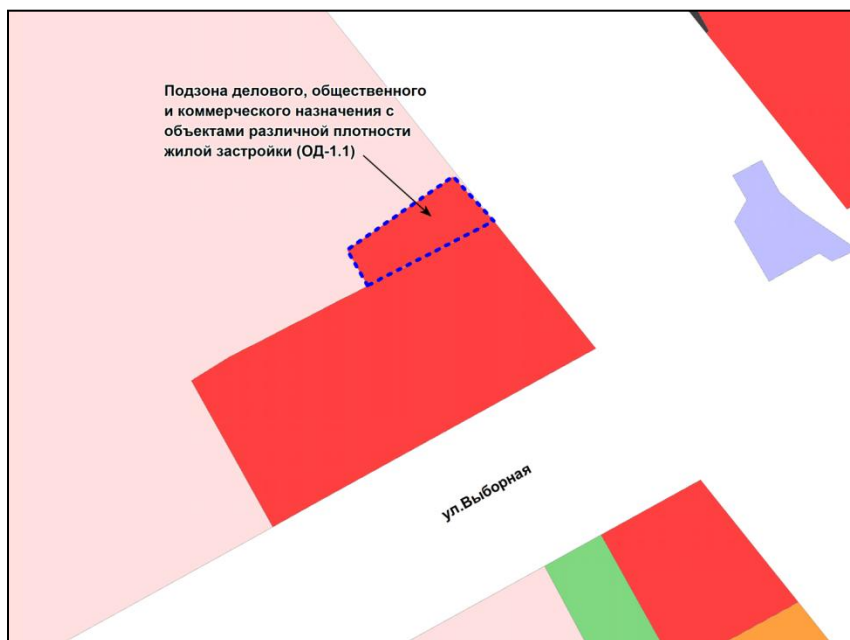 Подзона делового, общественного
и коммерческого назначения с
объектами различной плотности
жилой застройки (ОД-1.1)
ул.Выборная